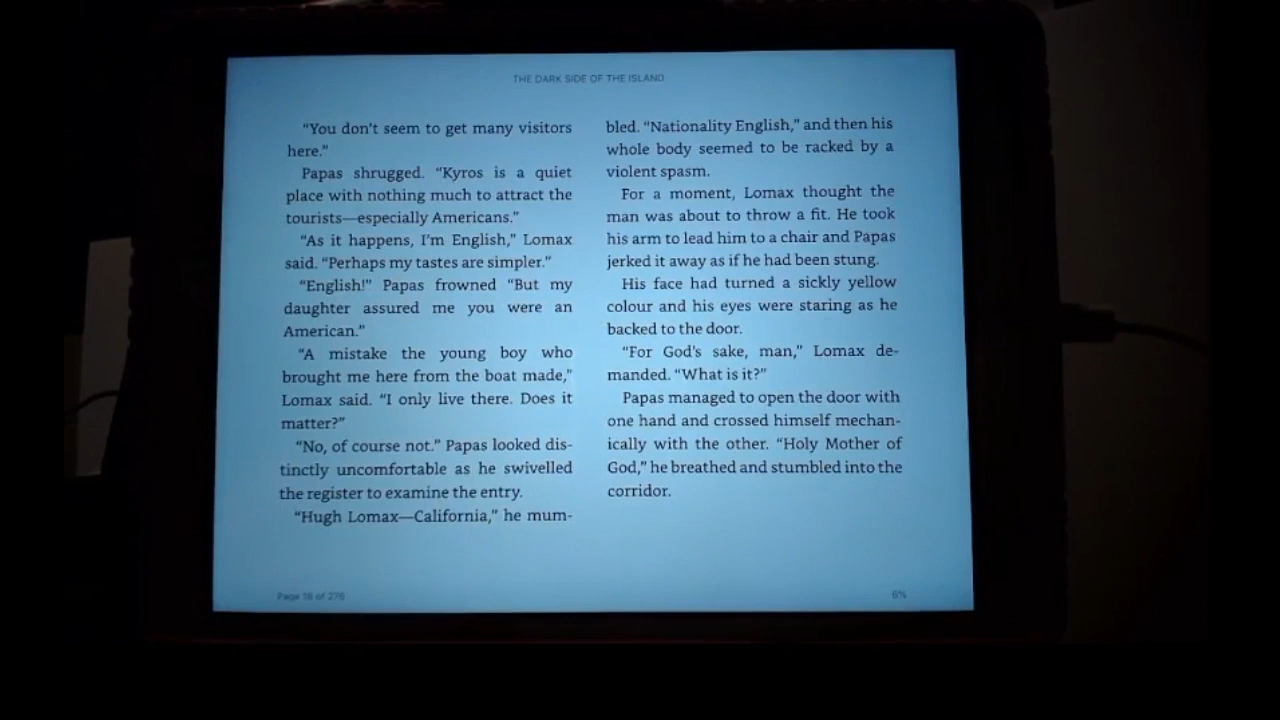 THE DARK SIDE OF THE ISLAND
“You don’t seem to get many visitors
here.”
Papas shrugged. “Kyros is a quiet
place with nothing much to attract the
tourists—especially Americans.”
“As it happens, I’m English,” Lomax
said. “Perhaps my tastes are simpler.”
“English!” Papas frowned “But my
daughter assured me you were an
American.”
“A mistake the young boy who
brought me here from the boat made,”
Lomax said. “I only live there. Does it
matter?”
“No, of course not.” Papas looked dis-
tinctly uncomfortable as he swivelled
the register to examine the entry.
“Hugh Lomax—California,” he mum-
bled. “Nationality English,” and then his
whole body seemed to be racked by a
violent spasm.
For a moment, Lomax thought the
man was about to throw a fit. He took
his arm to lead him to a chair and Papas
jerked it away as if he had been stung.
His face had turned a sickly yellow
colour and his eyes were staring as he
backed to the door.
“For God’s sake, man,” Lomax de-
manded. “What is it?”
Papas managed to open the door with
one hand and crossed himself mechan-
ically with the other. “Holy Mother of
God,” he breathed and stumbled into the
corridor.
Page 18 of 276
6%